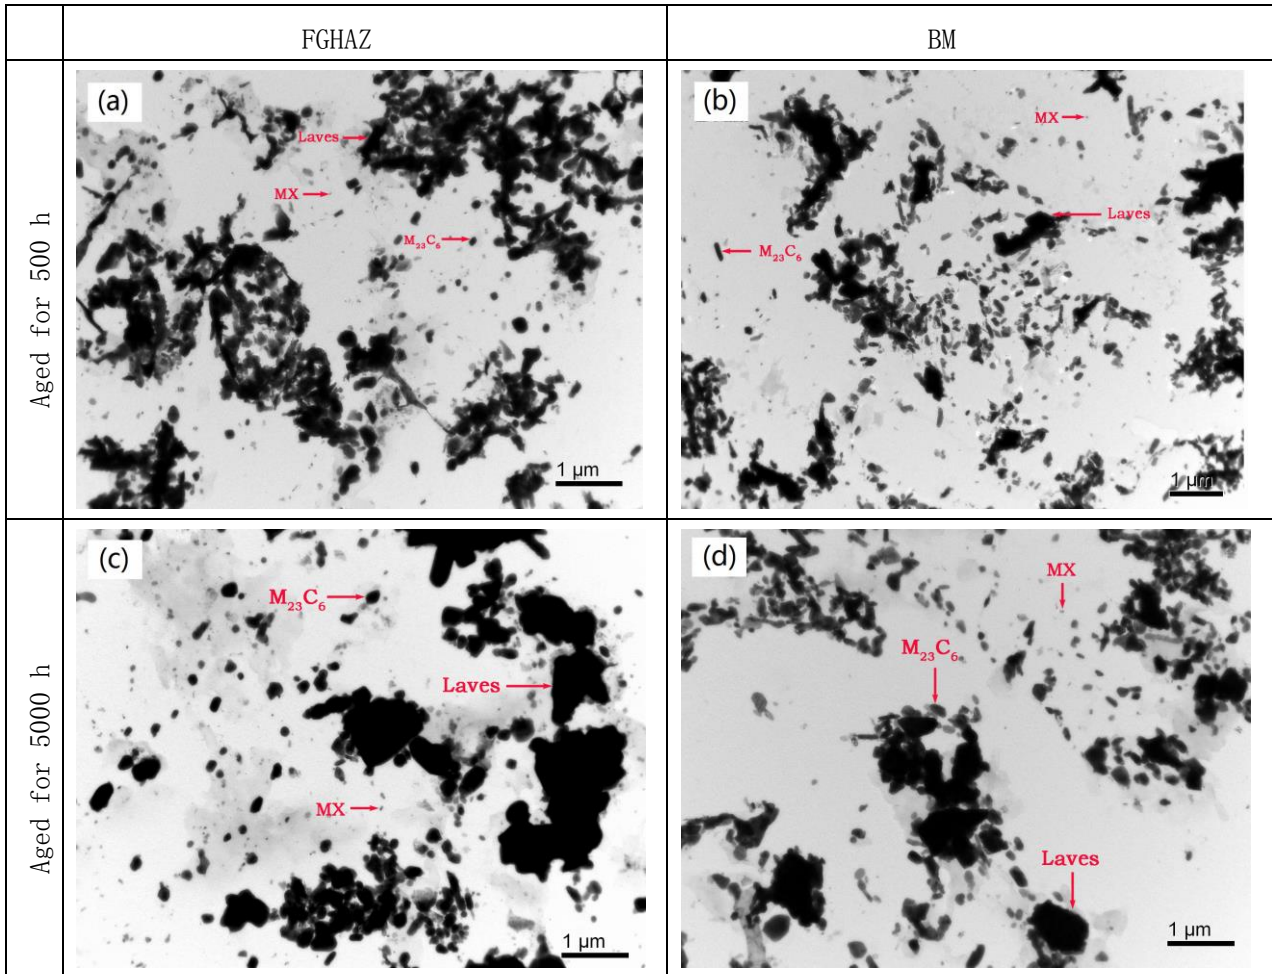 FGHAZ
BM
Aged for 500 h
(a)
Laves
MX
M₂₃C₆
1 μm
(b)
MX
Laves
M₂₃C₆
1 μm
Aged for 5000 h
(c)
M₂₃C₆
Laves
MX
1 μm
(d)
MX
M₂₃C₆
Laves
1 μm